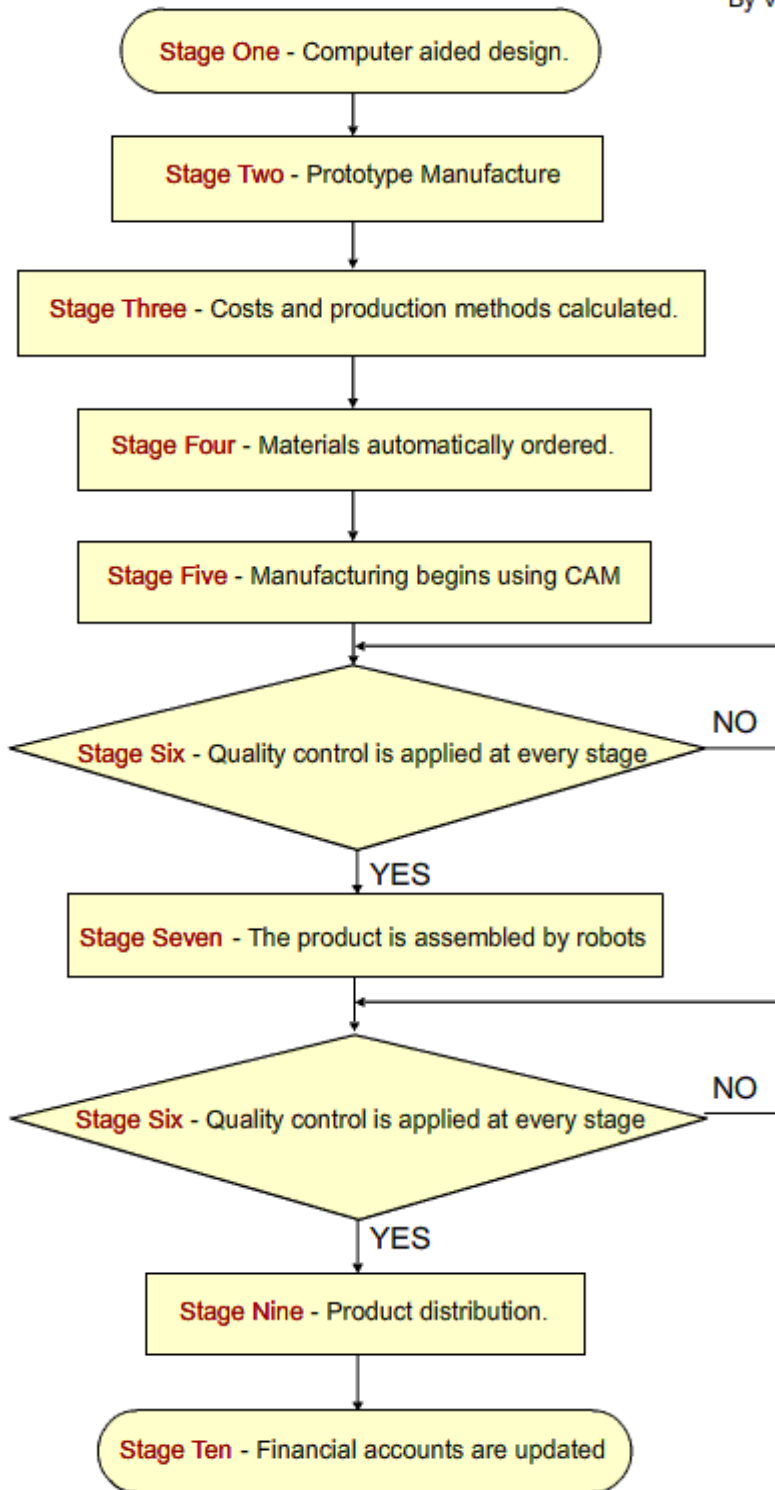 By
Stage One - Computer aided design.
Stage Two - Prototype Manufacture
Stage Three - Costs and production methods calculated.
Stage Four - Materials automatically ordered.
Stage Five - Manufacturing begins using CAM
NO
Stage Six - Quality control is applied at every stage
YES
Stage Seven - The product is assembled by robots
NO
Stage Six - Quality control is applied at every stage
YES
Stage Nine - Product distribution.
Stage Ten - Financial accounts are updated